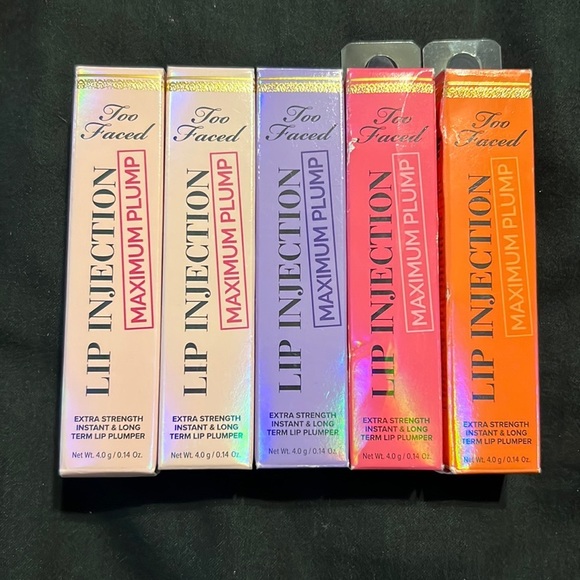 Too
Faced
LIP INJECTION
MAXIMUM PLUMP
EXTRA STRENGTH
INSTANT & LONG
TERM LIP PLUMPER
Net Wt. 4.0 g / 0.14 Oz.
Too
Faced
LIP INJECTION
MAXIMUM PLUMP
EXTRA STRENGTH
INSTANT & LONG
TERM LIP PLUMPER
Net Wt. 4.0 g / 0.14 Oz.
Too
Faced
LIP INJECTION
MAXIMUM PLUMP
EXTRA STRENGTH
INSTANT & LONG
TERM LIP PLUMPER
Net Wt. 4.0 g / 0.14 Oz.
Too
Faced
LIP INJECTION
MAXIMUM PLUMP
EXTRA STRENGTH
INSTANT & LONG
TERM LIP PLUMPER
Net Wt. 4.0 g / 0.14 Oz.
Too
Faced
LIP INJECTION
MAXIMUM PLUMP
EXTRA STRENGTH
INSTANT & LONG
TERM LIP PLUMPER
Net Wt. 4.0 g / 0.14 Oz.